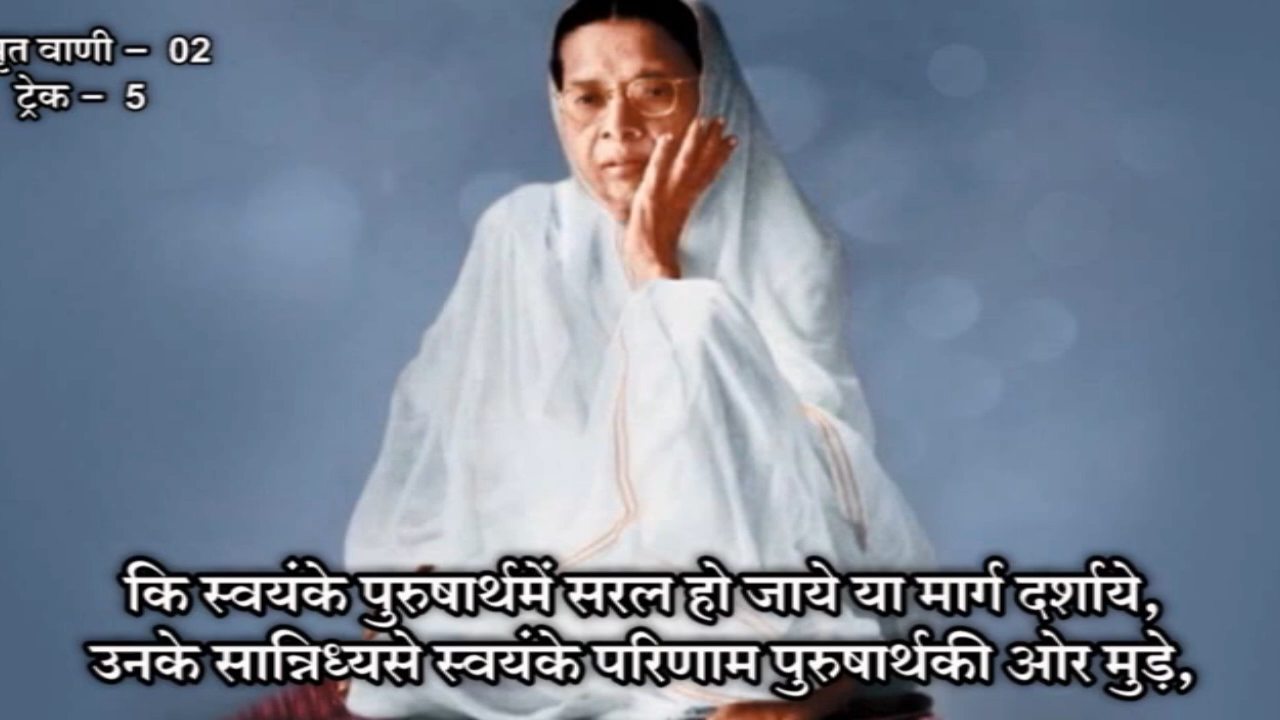 वाणी – 02
ट्रेक – 5
कि स्वयंके पुरुषार्थमें सरल हो जाये या मार्ग दर्शाये,
उनके सान्निध्यसे स्वयंके परिणाम पुरुषार्थकी ओर मुड़े,